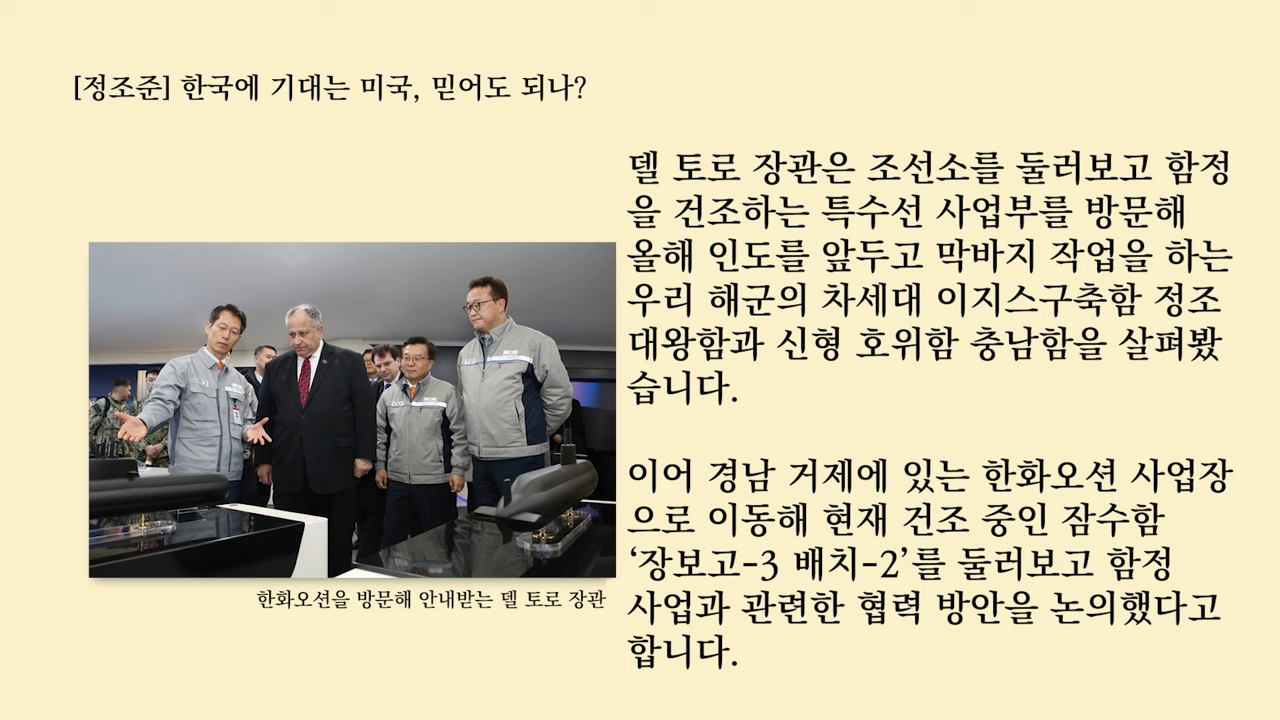 [정조준] 한국에 기대는 미국, 믿어도 되나?
델 토로 장관은 조선소를 둘러보고 함정
을 건조하는 특수선 사업부를 방문해
올해 인도를 앞두고 막바지 작업을 하는
우리 해군의 차세대 이지스구축함 정조
대왕함과 신형 호위함 충남함을 살펴봤
습니다.
이어 경남 거제에 있는 한화오션 사업장
으로 이동해 현재 건조 중인 잠수함
‘장보고-3 배치-2’를 둘러보고 함정
사업과 관련한 협력 방안을 논의했다고
합니다.
한화오션을 방문해 안내받는 델 토로 장관